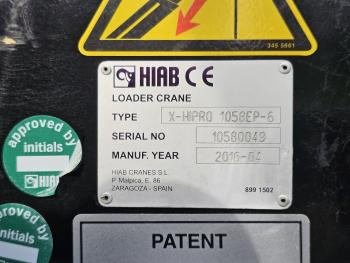 345 5661
HIAB CE
LOADER CRANE
TYPE X-HIPRO 1058EP-6
SERIAL NO 10580049
MANUF. YEAR 2016-04
HIAB CRANES S.L.
P. Malpica, E. 86
ZARAGOZA - SPAIN
899 1502
approved by
initials
HIAB
approved by
initials
PATENT